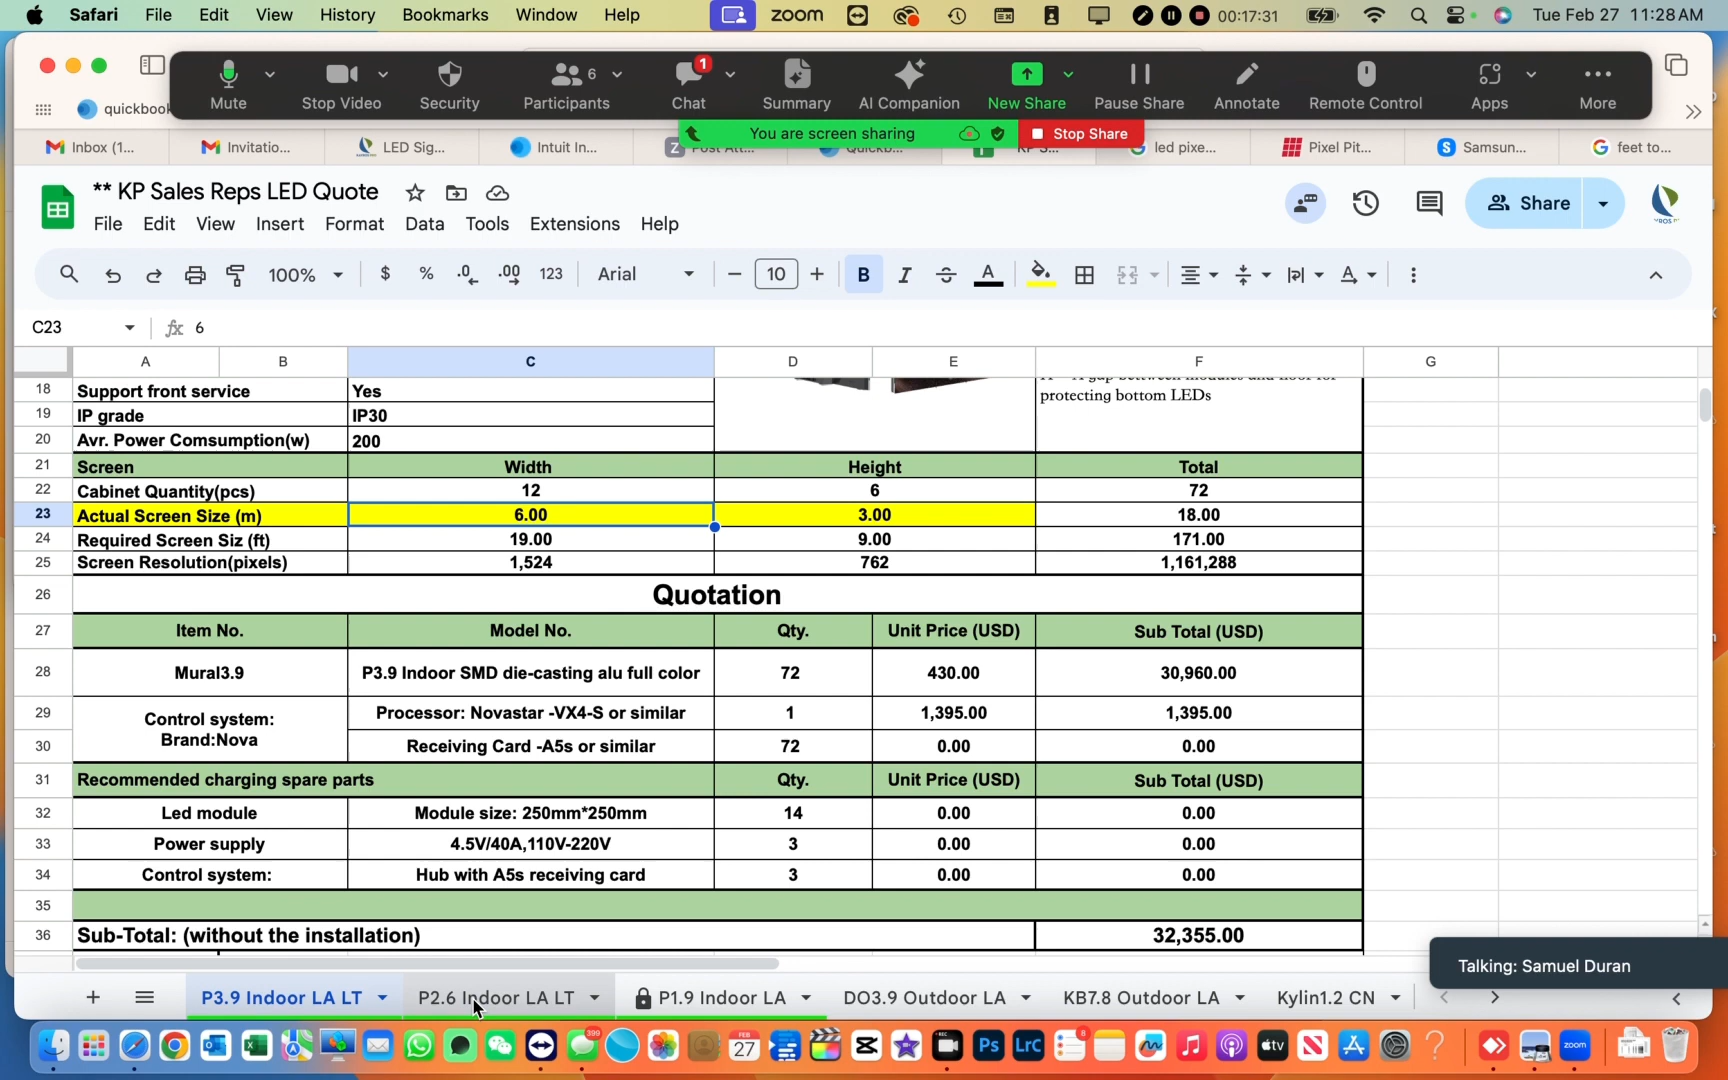 Safari File Edit View History Bookmarks Window Help zoom 00:17:31 Tue Feb 27 11:28 AM
Mute Stop Video Security Participants 6 Chat 1 Summary AI Companion New Share Pause Share Annotate Remote Control Apps More
quickbook
You are screen sharing Stop Share
Inbox (1... Invitatio... LED Sig... Intuit In... Post Att... QuickB... KP S... led pixe... Pixel Pit... Samsun... feet to...
** KP Sales Reps LED Quote
Share
File Edit View Insert Format Data Tools Extensions Help
100% $ % .0 .00 123 Arial 10 B I S A
C23 fx 6
A B C D E F G
18 Support front service Yes
protecting bottom LEDs
19 IP grade IP30
20 Avr. Power Comsumption(w) 200
21 Screen Width Height Total
22 Cabinet Quantity(pcs) 12 6 72
23 Actual Screen Size (m) 6.00 3.00 18.00
24 Required Screen Siz (ft) 19.00 9.00 171.00
25 Screen Resolution(pixels) 1,524 762 1,161,288
26 Quotation
27 Item No. Model No. Qty. Unit Price (USD) Sub Total (USD)
28 Mural3.9 P3.9 Indoor SMD die-casting alu full color 72 430.00 30,960.00
29 Control system: Processor: Novastar -VX4-S or similar 1 1,395.00 1,395.00
Brand:Nova
30 Receiving Card -A5s or similar 72 0.00 0.00
31 Recommended charging spare parts Qty. Unit Price (USD) Sub Total (USD)
32 Led module Module size: 250mm*250mm 14 0.00 0.00
33 Power supply 4.5V/40A,110V-220V 3 0.00 0.00
34 Control system: Hub with A5s receiving card 3 0.00 0.00
35
36 Sub-Total: (without the installation) 32,355.00
Talking: Samuel Duran
P3.9 Indoor LA LT P2.6 Indoor LA LT P1.9 Indoor LA DO3.9 Outdoor LA KB7.8 Outdoor LA Kylin1.2 CN
399 FEB 27 Ps LrC 8 tv zoom